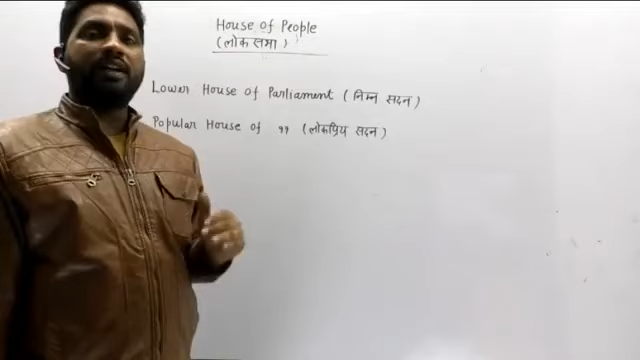 House of People
(लोक सभा)
Lower House of Parliament (निम्न सदन)
Popular House of " (लोकप्रिय सदन)